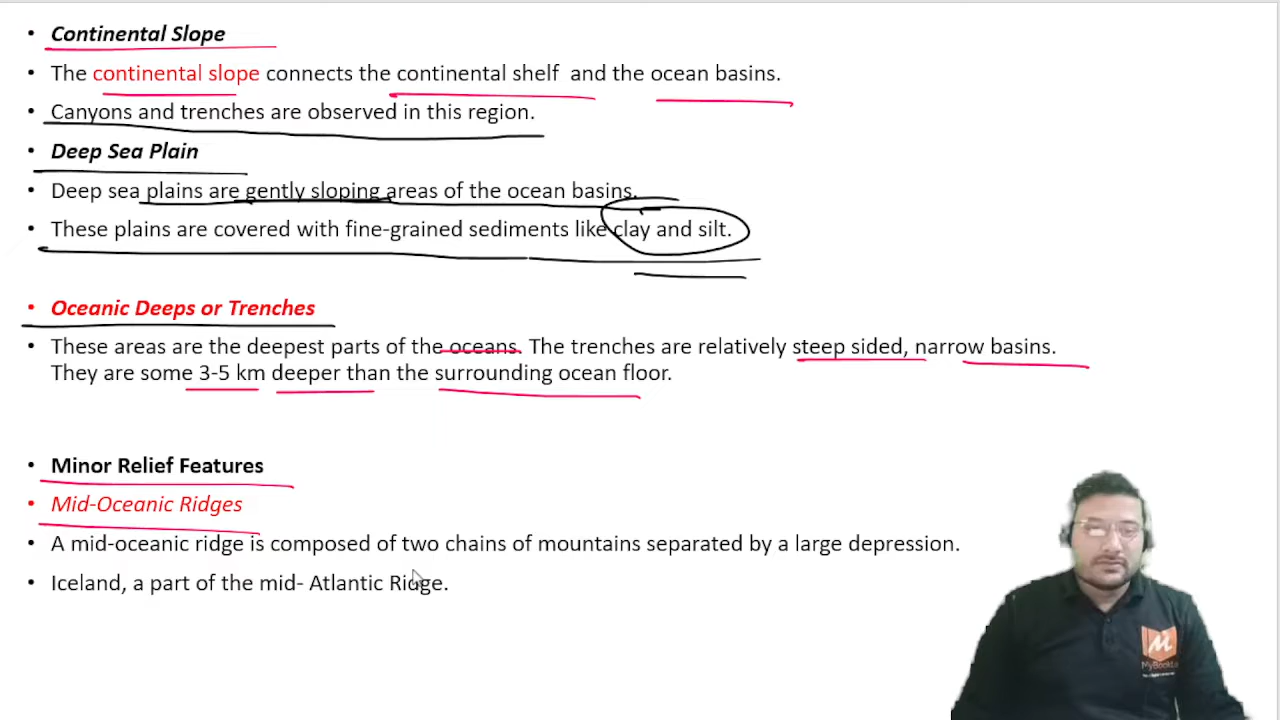 • Continental Slope
• The continental slope connects the continental shelf and the ocean basins.
• Canyons and trenches are observed in this region.
• Deep Sea Plain
• Deep sea plains are gently sloping areas of the ocean basins.
• These plains are covered with fine-grained sediments like clay and silt.
• Oceanic Deeps or Trenches
• These areas are the deepest parts of the oceans. The trenches are relatively steep sided, narrow basins.
They are some 3-5 km deeper than the surrounding ocean floor.
• Minor Relief Features
• Mid-Oceanic Ridges
• A mid-oceanic ridge is composed of two chains of mountains separated by a large depression.
• Iceland, a part of the mid- Atlantic Ridge.